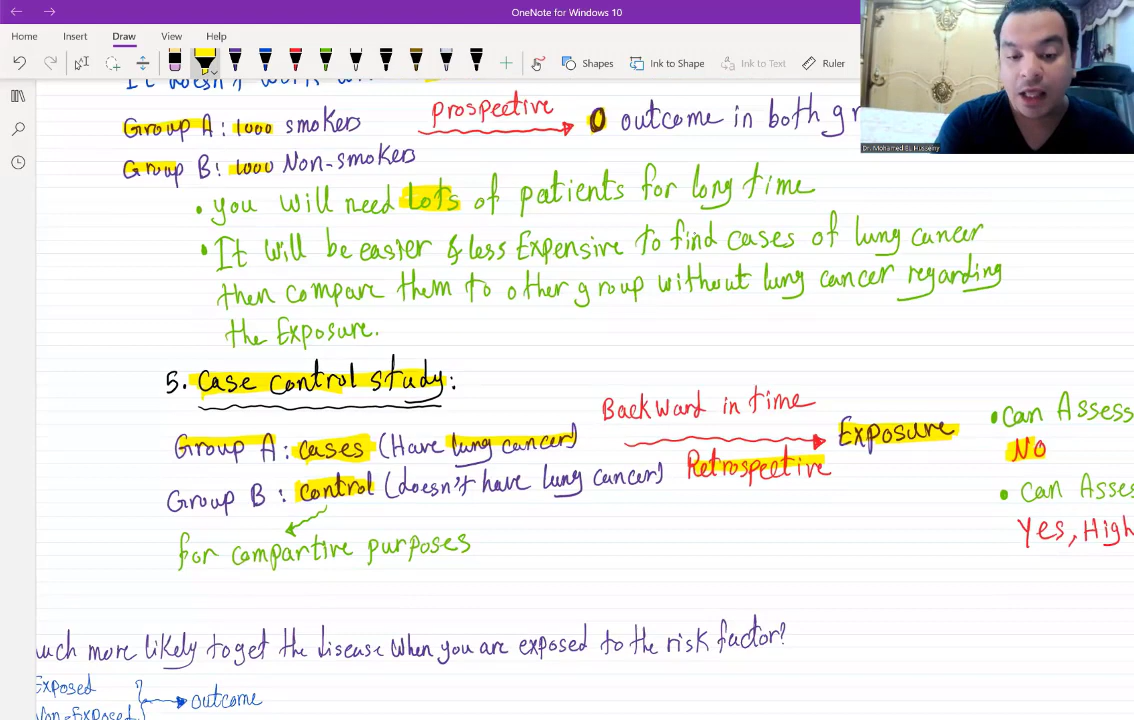 OneNote for Windows 10
Home Insert Draw View Help
Shapes Ink to Shape Ink to Text Ruler
It doesn't work
Group A: 1000 smokers
Prospective
0 outcome in both gr
Group B: 1000 Non-smokers
Dr. Mohamed EL Husseiny
• you will need lots of patients for long time
• It will be easier & less Expensive to find cases of lung cancer
then compare them to other group without lung cancer regarding
the Exposure.
5. Case control study:
Group A: cases (Have lung cancer)
Backward in time
Retrospective
Exposure
• Can Assess
No
Group B: control (doesn't have lung cancer)
• Can Asses
Yes, High
for compartive purposes
uch more likely to get the disease when you are exposed to the risk factor?
Exposed
Non-Exposed
outcome